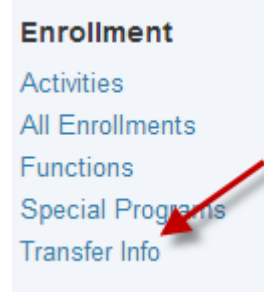 Enrollment
Activities
All Enrollments
Functions
Special Programs
Transfer Info